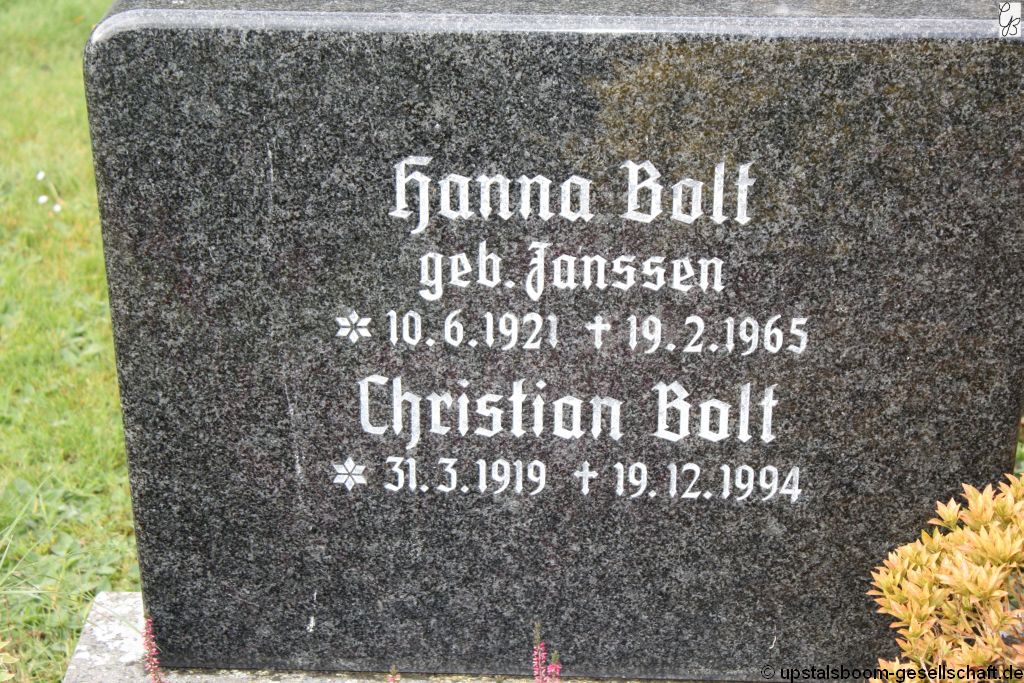 GB
Hanna Bolt
geb. Janssen
* 10.6.1921 † 19.2.1965
Christian Bolt
* 31.3.1919 † 19.12.1994
© upstalsboom-gesellschaft.de